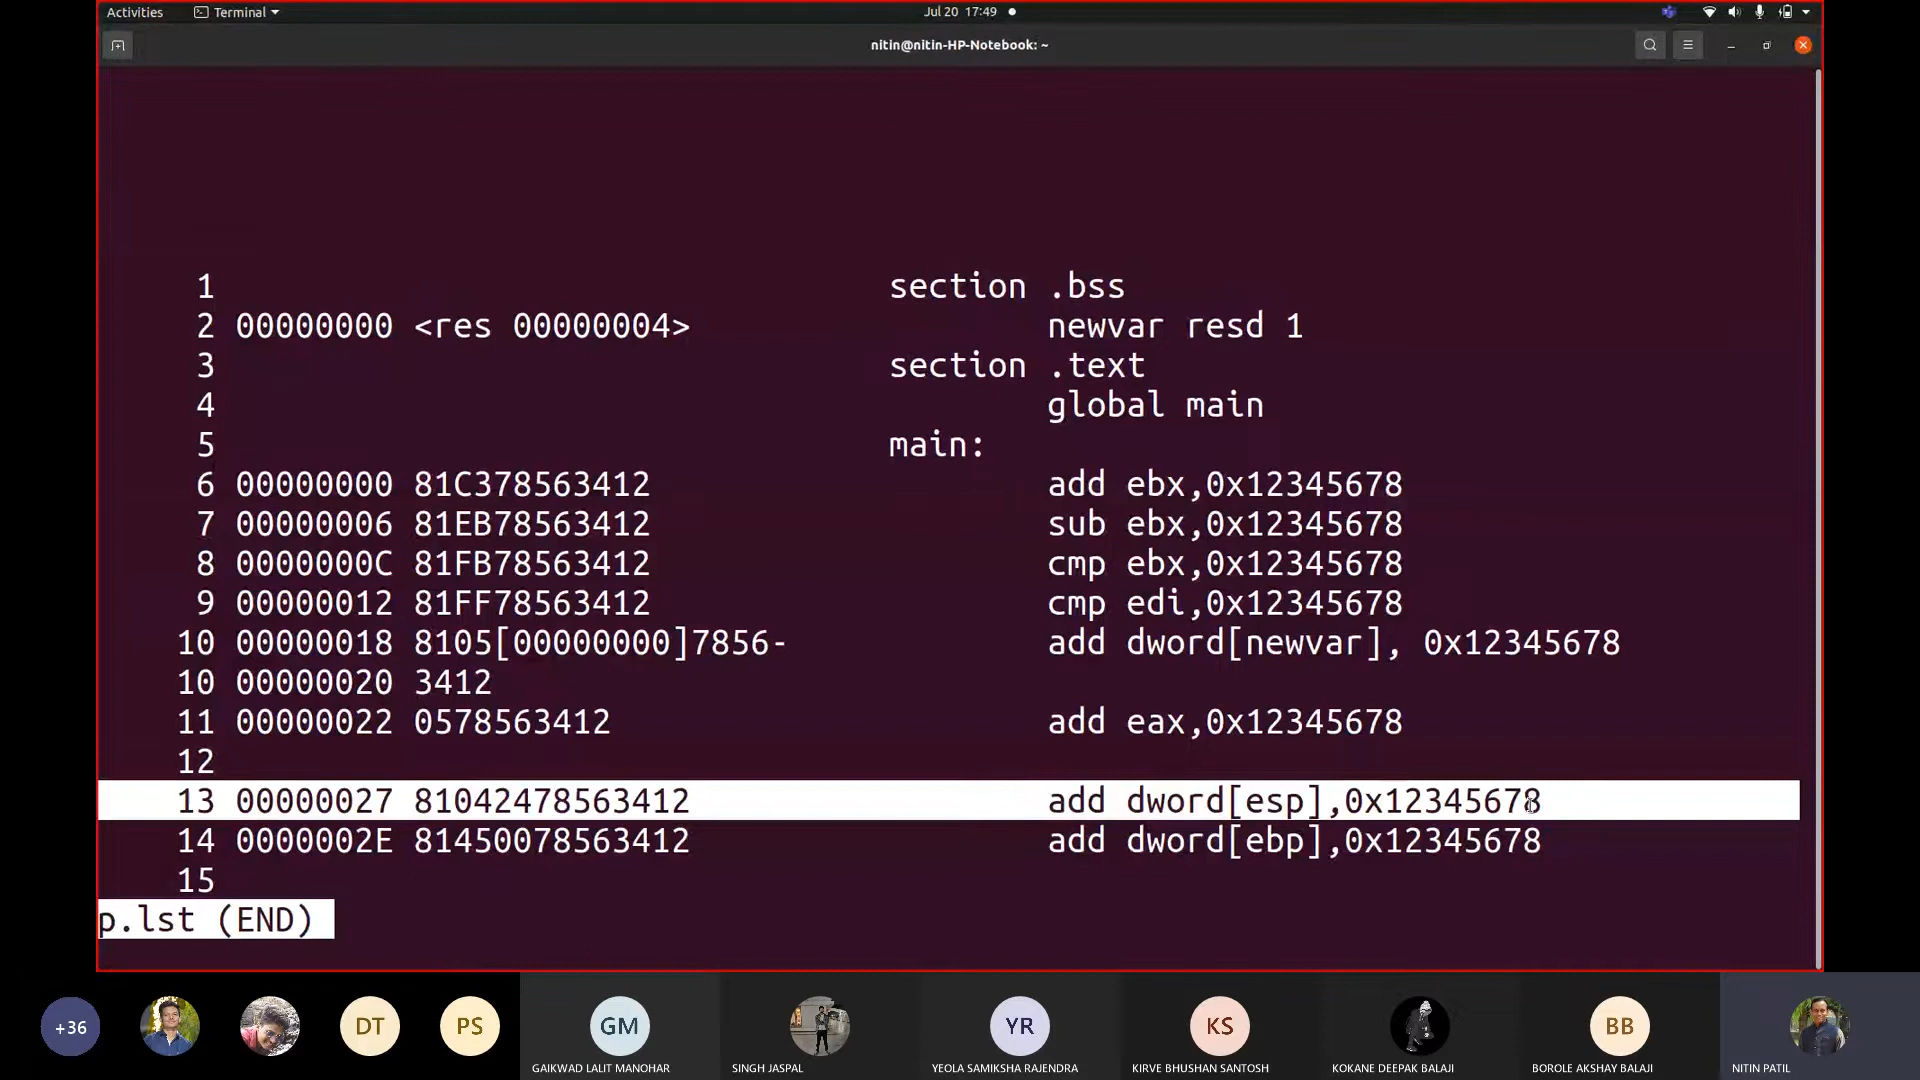 Activities Terminal Jul 20 17:49
nitin@nitin-HP-Notebook: ~
1 section .bss
2 00000000 <res 00000004> newvar resd 1
3 section .text
4 global main
5 main:
6 00000000 81C378563412 add ebx,0x12345678
7 00000006 81EB78563412 sub ebx,0x12345678
8 0000000C 81FB78563412 cmp ebx,0x12345678
9 00000012 81FF78563412 cmp edi,0x12345678
10 00000018 8105[00000000]7856- add dword[newvar], 0x12345678
10 00000020 3412
11 00000022 0578563412 add eax,0x12345678
12
13 00000027 81042478563412 add dword[esp],0x12345678
14 0000002E 81450078563412 add dword[ebp],0x12345678
15
p.lst (END)
+36 DT PS GM YR KS BB
GAIKWAD LALIT MANOHAR SINGH JASPAL YEOLA SAMIKSHA RAJENDRA KIRVE BHUSHAN SANTOSH KOKANE DEEPAK BALAJI BOROLE AKSHAY BALAJI NITIN PATIL